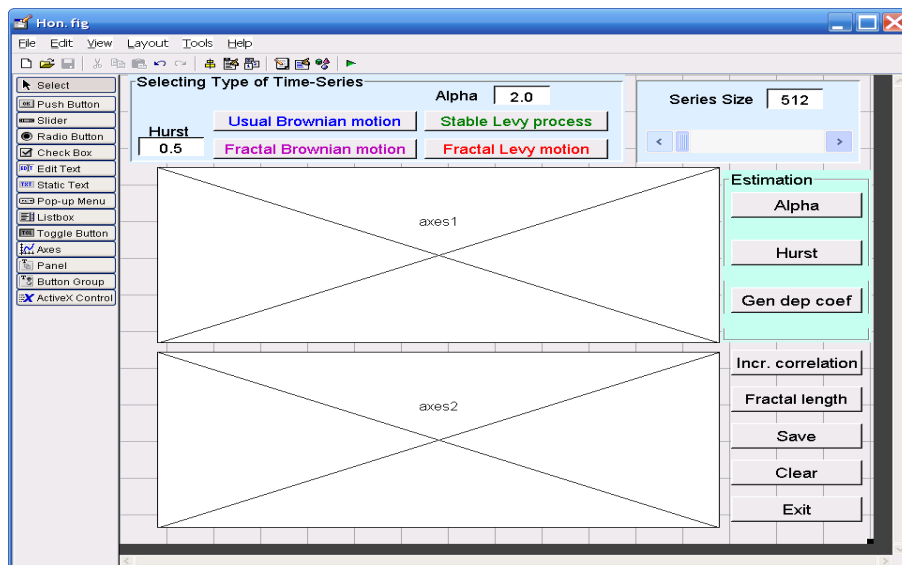 Hon.fig
File Edit View Layout Tools Help
Select
Push Button
Slider
Radio Button
Check Box
Edit Text
Static Text
Pop-up Menu
Listbox
Toggle Button
Axes
Panel
Button Group
ActiveX Control
Selecting Type of Time-Series
Alpha 2.0
Hurst
0.5
Usual Brownian motion Stable Levy process
Fractal Brownian motion Fractal Levy motion
Series Size 512
axes1
axes2
Estimation
Alpha
Hurst
Gen dep coef
Incr. correlation
Fractal length
Save
Clear
Exit